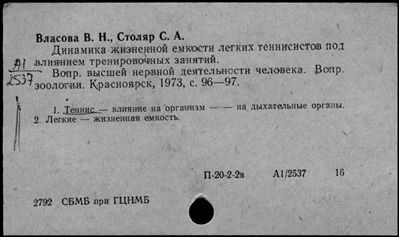 Власова В. Н., Столяр С. А.
Динамика жизненной емкости легких теннисистов под
влиянием тренировочных занятий.
А1
2537
Вопр. высшей нервной деятельности человека. Вопр.
зоологии. Красноярск, 1973, с. 96—97.
1. Теннис — влияние на организм — — на дыхательные органы.
2. Легкие — жизненная емкость.
П-20-2-2в А1/2537 16
2792 СБМБ при ГЦНМБ